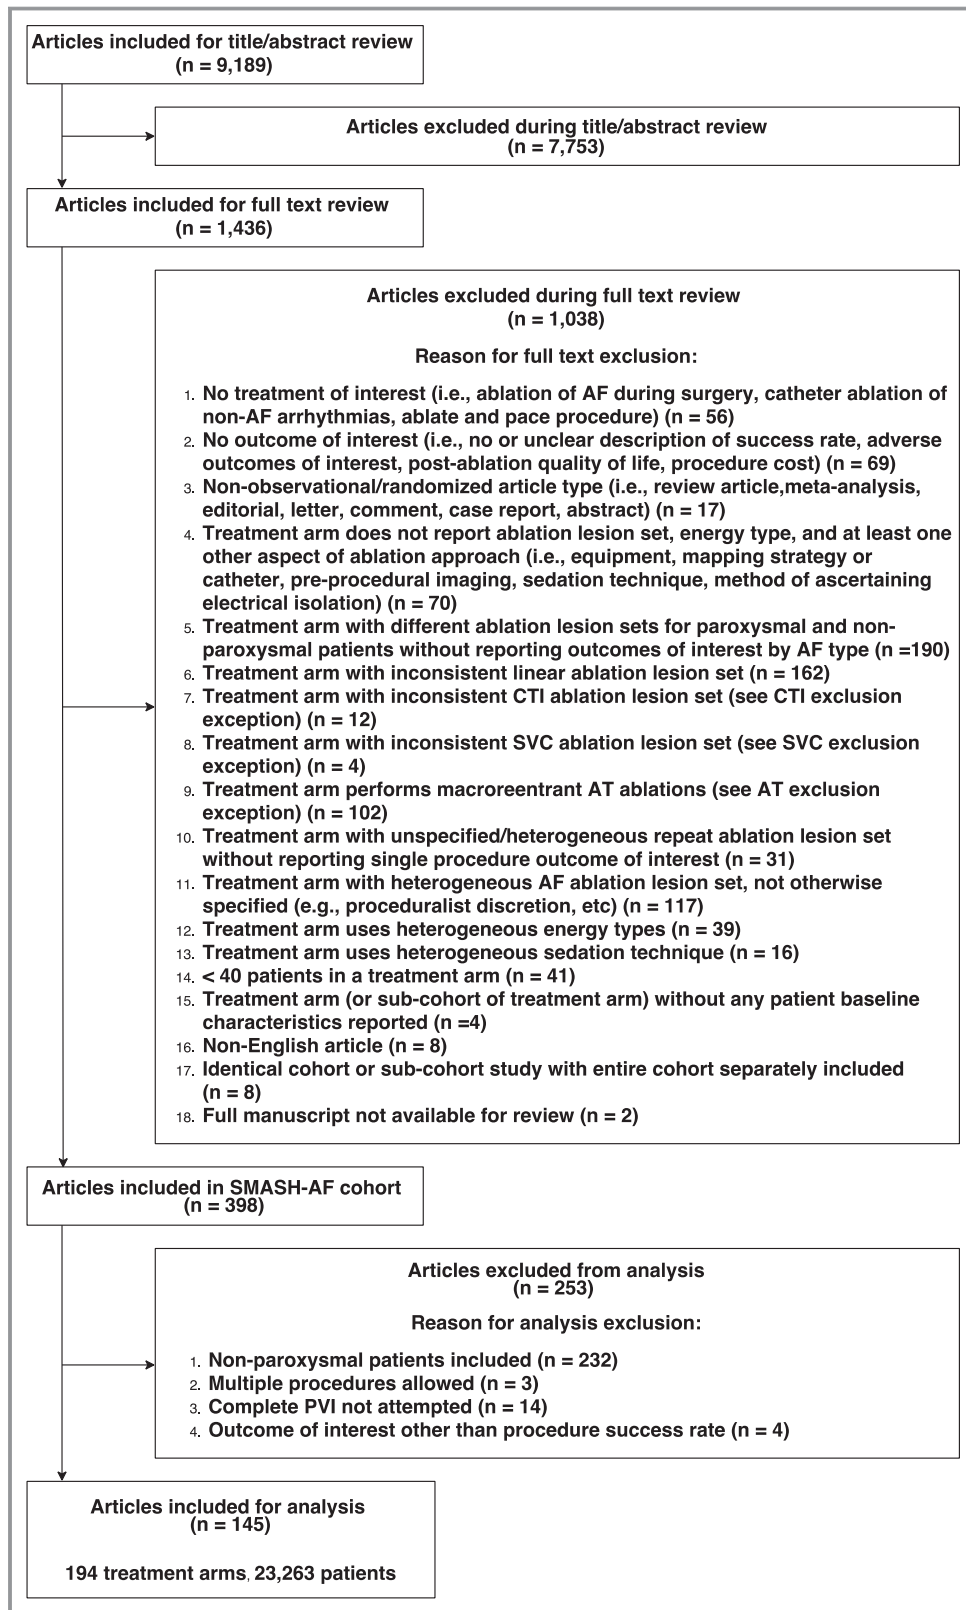 Articles included for title/abstract review
(n = 9,189)
Articles excluded during title/abstract review
(n = 7,753)
Articles included for full text review
(n = 1,436)
Articles excluded during full text review
(n = 1,038)
Reason for full text exclusion:
1. No treatment of interest (i.e., ablation of AF during surgery, catheter ablation of
non-AF arrhythmias, ablate and pace procedure) (n = 56)
2. No outcome of interest (i.e., no or unclear description of success rate, adverse
outcomes of interest, post-ablation quality of life, procedure cost) (n = 69)
3. Non-observational/randomized article type (i.e., review article,meta-analysis,
editorial, letter, comment, case report, abstract) (n = 17)
4. Treatment arm does not report ablation lesion set, energy type, and at least one
other aspect of ablation approach (i.e., equipment, mapping strategy or
catheter, pre-procedural imaging, sedation technique, method of ascertaining
electrical isolation) (n = 70)
5. Treatment arm with different ablation lesion sets for paroxysmal and non-
paroxysmal patients without reporting outcomes of interest by AF type (n =190)
6. Treatment arm with inconsistent linear ablation lesion set (n = 162)
7. Treatment arm with inconsistent CTI ablation lesion set (see CTI exclusion
exception) (n = 12)
8. Treatment arm with inconsistent SVC ablation lesion set (see SVC exclusion
exception) (n = 4)
9. Treatment arm performs macroreentrant AT ablations (see AT exclusion
exception) (n = 102)
10. Treatment arm with unspecified/heterogeneous repeat ablation lesion set
without reporting single procedure outcome of interest (n = 31)
11. Treatment arm with heterogeneous AF ablation lesion set, not otherwise
specified (e.g., proceduralist discretion, etc) (n = 117)
12. Treatment arm uses heterogeneous energy types (n = 39)
13. Treatment arm uses heterogeneous sedation technique (n = 16)
14. < 40 patients in a treatment arm (n = 41)
15. Treatment arm (or sub-cohort of treatment arm) without any patient baseline
characteristics reported (n =4)
16. Non-English article (n = 8)
17. Identical cohort or sub-cohort study with entire cohort separately included
(n = 8)
18. Full manuscript not available for review (n = 2)
Articles included in SMASH-AF cohort
(n = 398)
Articles excluded from analysis
(n = 253)
Reason for analysis exclusion:
1. Non-paroxysmal patients included (n = 232)
2. Multiple procedures allowed (n = 3)
3. Complete PVI not attempted (n = 14)
4. Outcome of interest other than procedure success rate (n = 4)
Articles included for analysis
(n = 145)
194 treatment arms, 23,263 patients